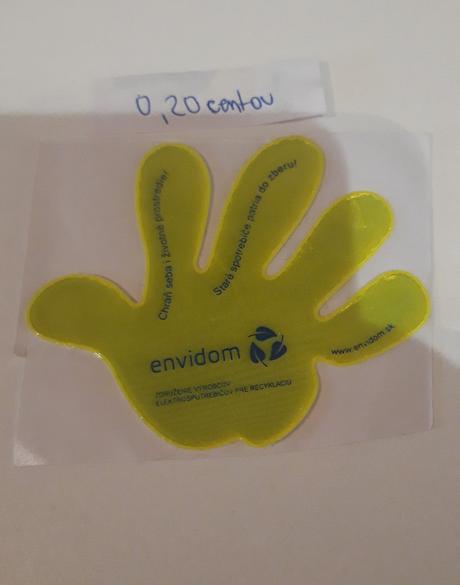 0,20 centov
Chráň seba i životné prostredie!
Staré spotrebiče patria do zberu!
www.envidom.sk
envidom
ZDRUŽENIE VÝROBCOV
ELEKTROSPOTREBIČOV PRE RECYKLÁCIU